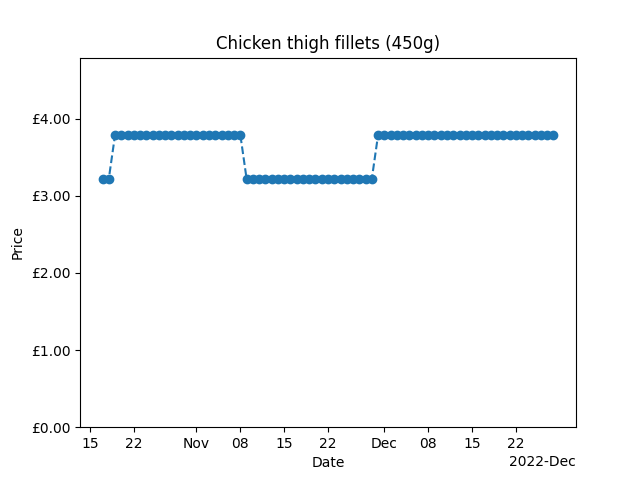 Chicken thigh fillets (450g)
£4.00
£3.00
£2.00
£1.00
£0.00
Price
15 22 Nov 08 15 22 Dec 08 15 22
Date
2022-Dec